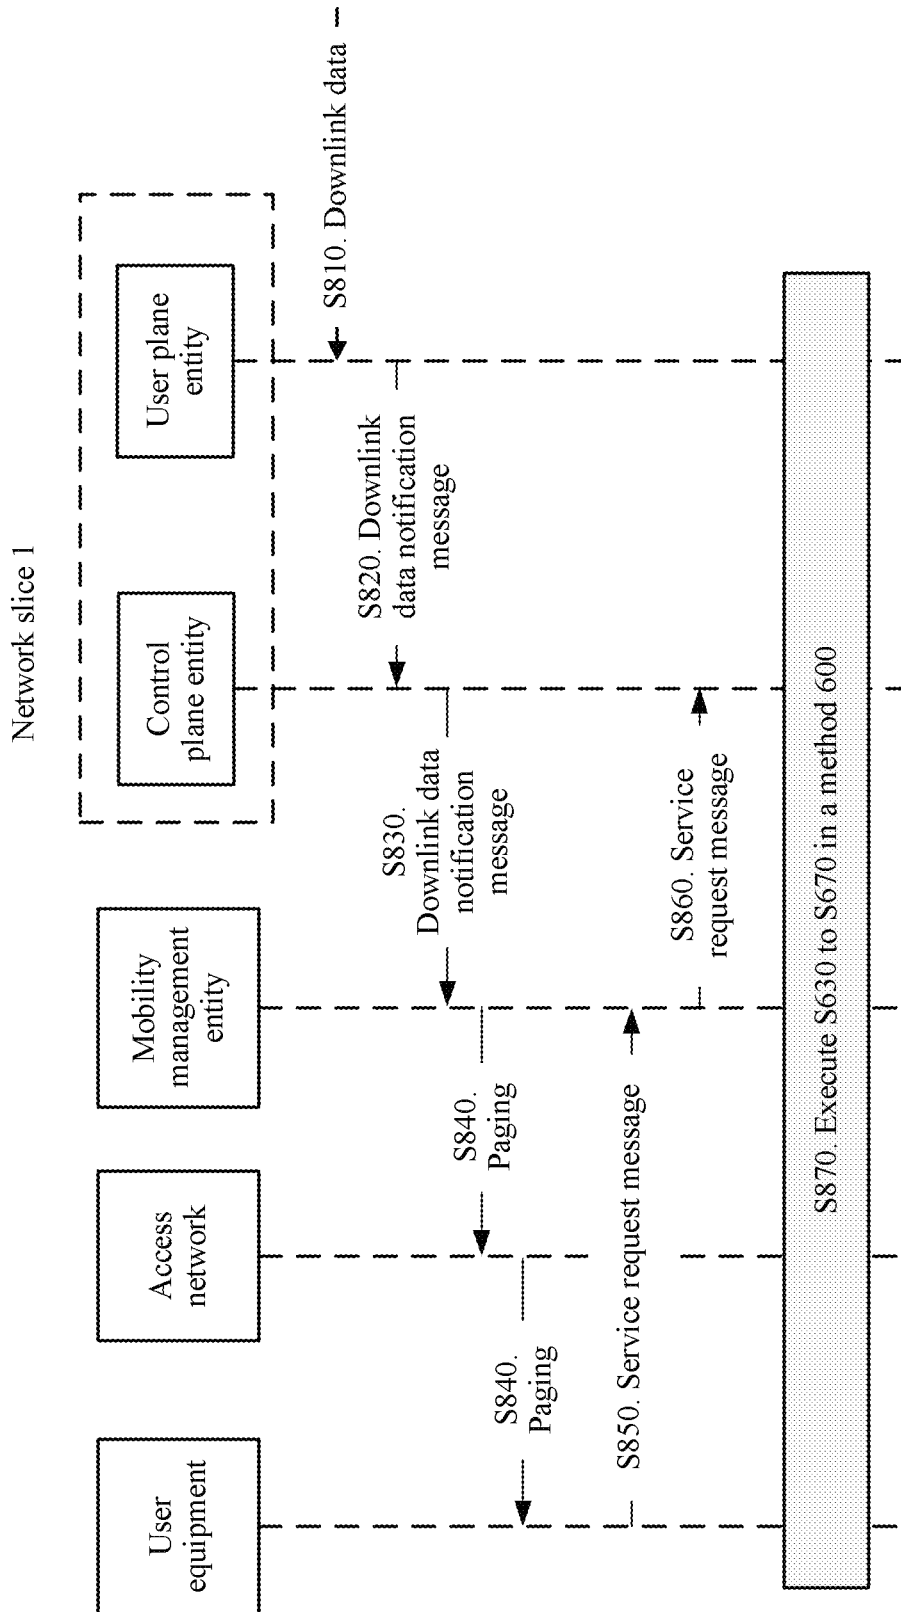 Network slice 1
User
equipment
Access
network
Mobility
management
entity
Control
plane entity
User plane
entity
S810. Downlink data
S820. Downlink
data notification
message
S830.
Downlink data
notification
message
S840.
Paging
S840.
Paging
S850. Service request message
S860. Service
request message
S870. Execute S630 to S670 in a method 600